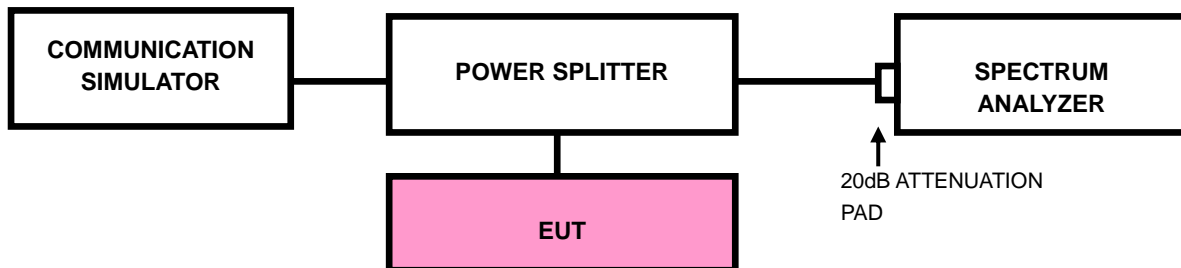 COMMUNICATION
SIMULATOR
POWER SPLITTER
SPECTRUM
ANALYZER
20dB ATTENUATION
PAD
EUT